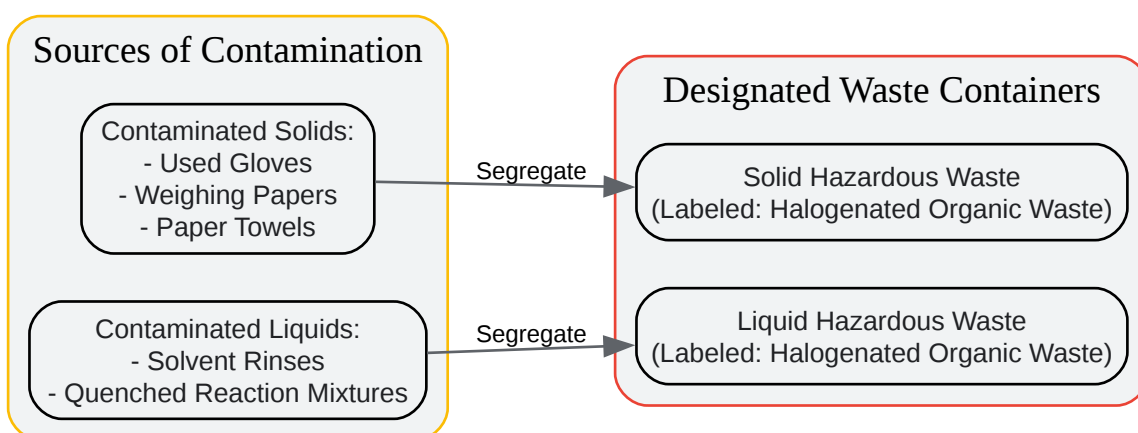 Sources of Contamination
Contaminated Solids:
- Used Gloves
- Weighing Papers
- Paper Towels
Contaminated Liquids:
- Solvent Rinses
- Quenched Reaction Mixtures
Segregate
Segregate
Designated Waste Containers
Solid Hazardous Waste
(Labeled: Halogenated Organic Waste)
Liquid Hazardous Waste
(Labeled: Halogenated Organic Waste)